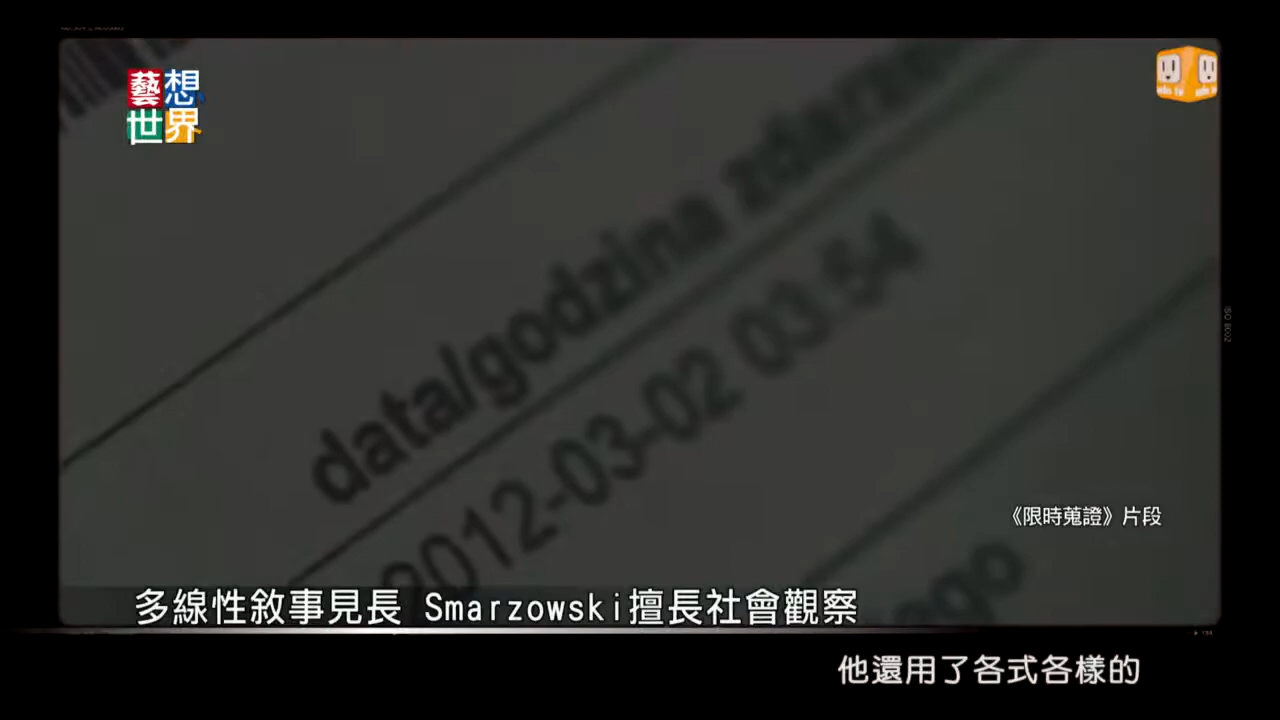 藝想
世界
data/godzina zdarzen
2012-03-02 03:54
《限時蒐證》片段
多線性敘事見長 Smarzowski擅長社會觀察
他還用了各式各樣的